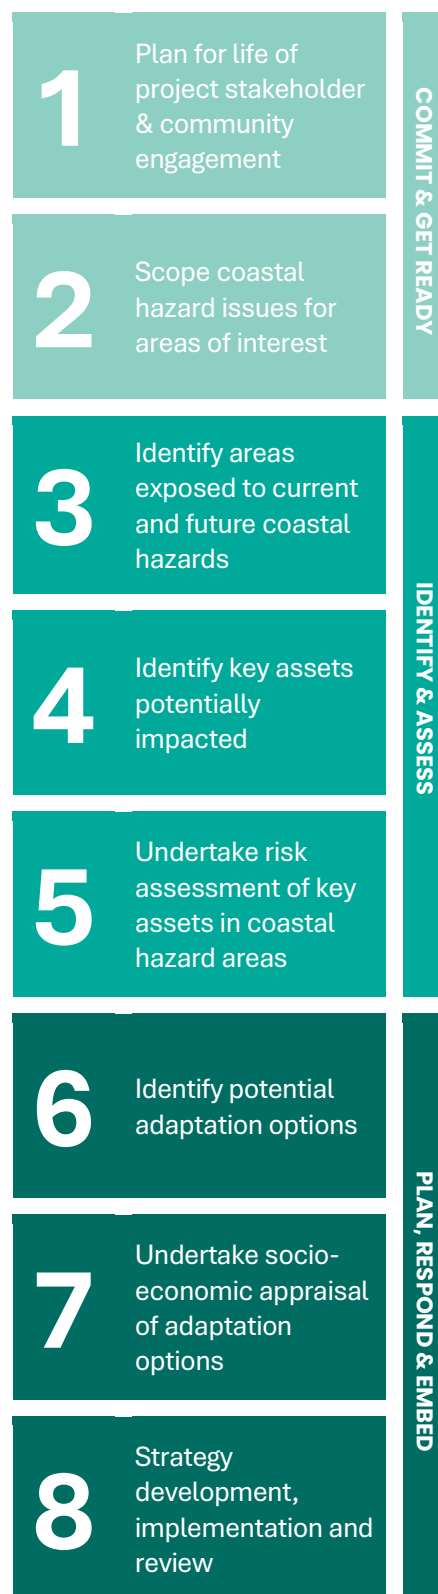 1
Plan for life of
project stakeholder
& community
engagement
2
Scope coastal
hazard issues for
areas of interest
COMMIT & GET READY
3
Identify areas
exposed to current
and future coastal
hazards
4
Identify key assets
potentially
impacted
5
Undertake risk
assessment of key
assets in coastal
hazard areas
IDENTIFY & ASSESS
6
Identify potential
adaptation options
7
Undertake socio-
economic appraisal
of adaptation
options
8
Strategy
development,
implementation and
review
PLAN, RESPOND & EMBED